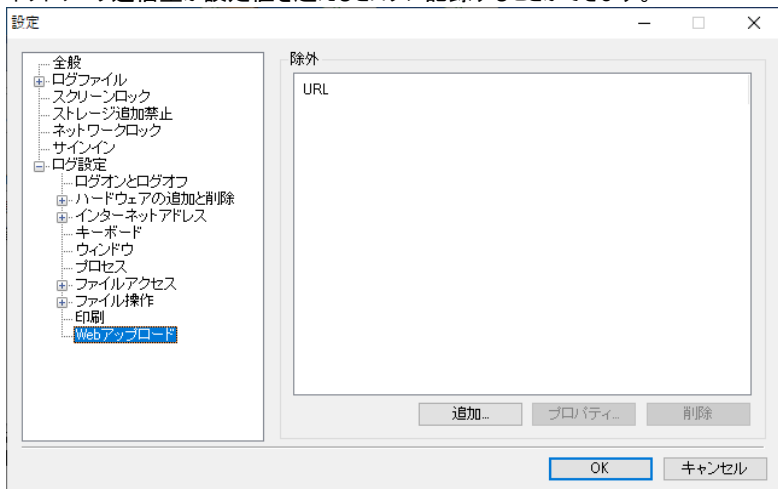 設定
全般
ログファイル
スクリーンロック
ストレージ追加禁止
ネットワークロック
サインイン
ログ設定
ログオンとログオフ
ハードウェアの追加と削除
インターネットアドレス
キーボード
ウィンドウ
プロセス
ファイルアクセス
ファイル操作
印刷
Webアップロード
除外
URL
追加...
プロパティ...
削除
OK
キャンセル